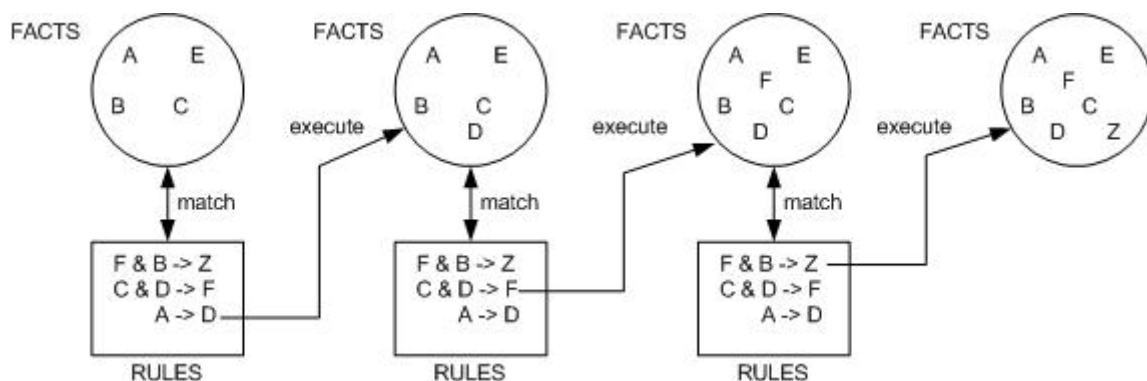 FACTS
A E
B C
FACTS
A E
B C
D
FACTS
A E
F
B C
D
FACTS
A E
F
B C
D Z
execute
execute
execute
match
match
match
F & B -> Z
C & D -> F
A -> D
RULES
F & B -> Z
C & D -> F
A -> D
RULES
F & B -> Z
C & D -> F
A -> D
RULES